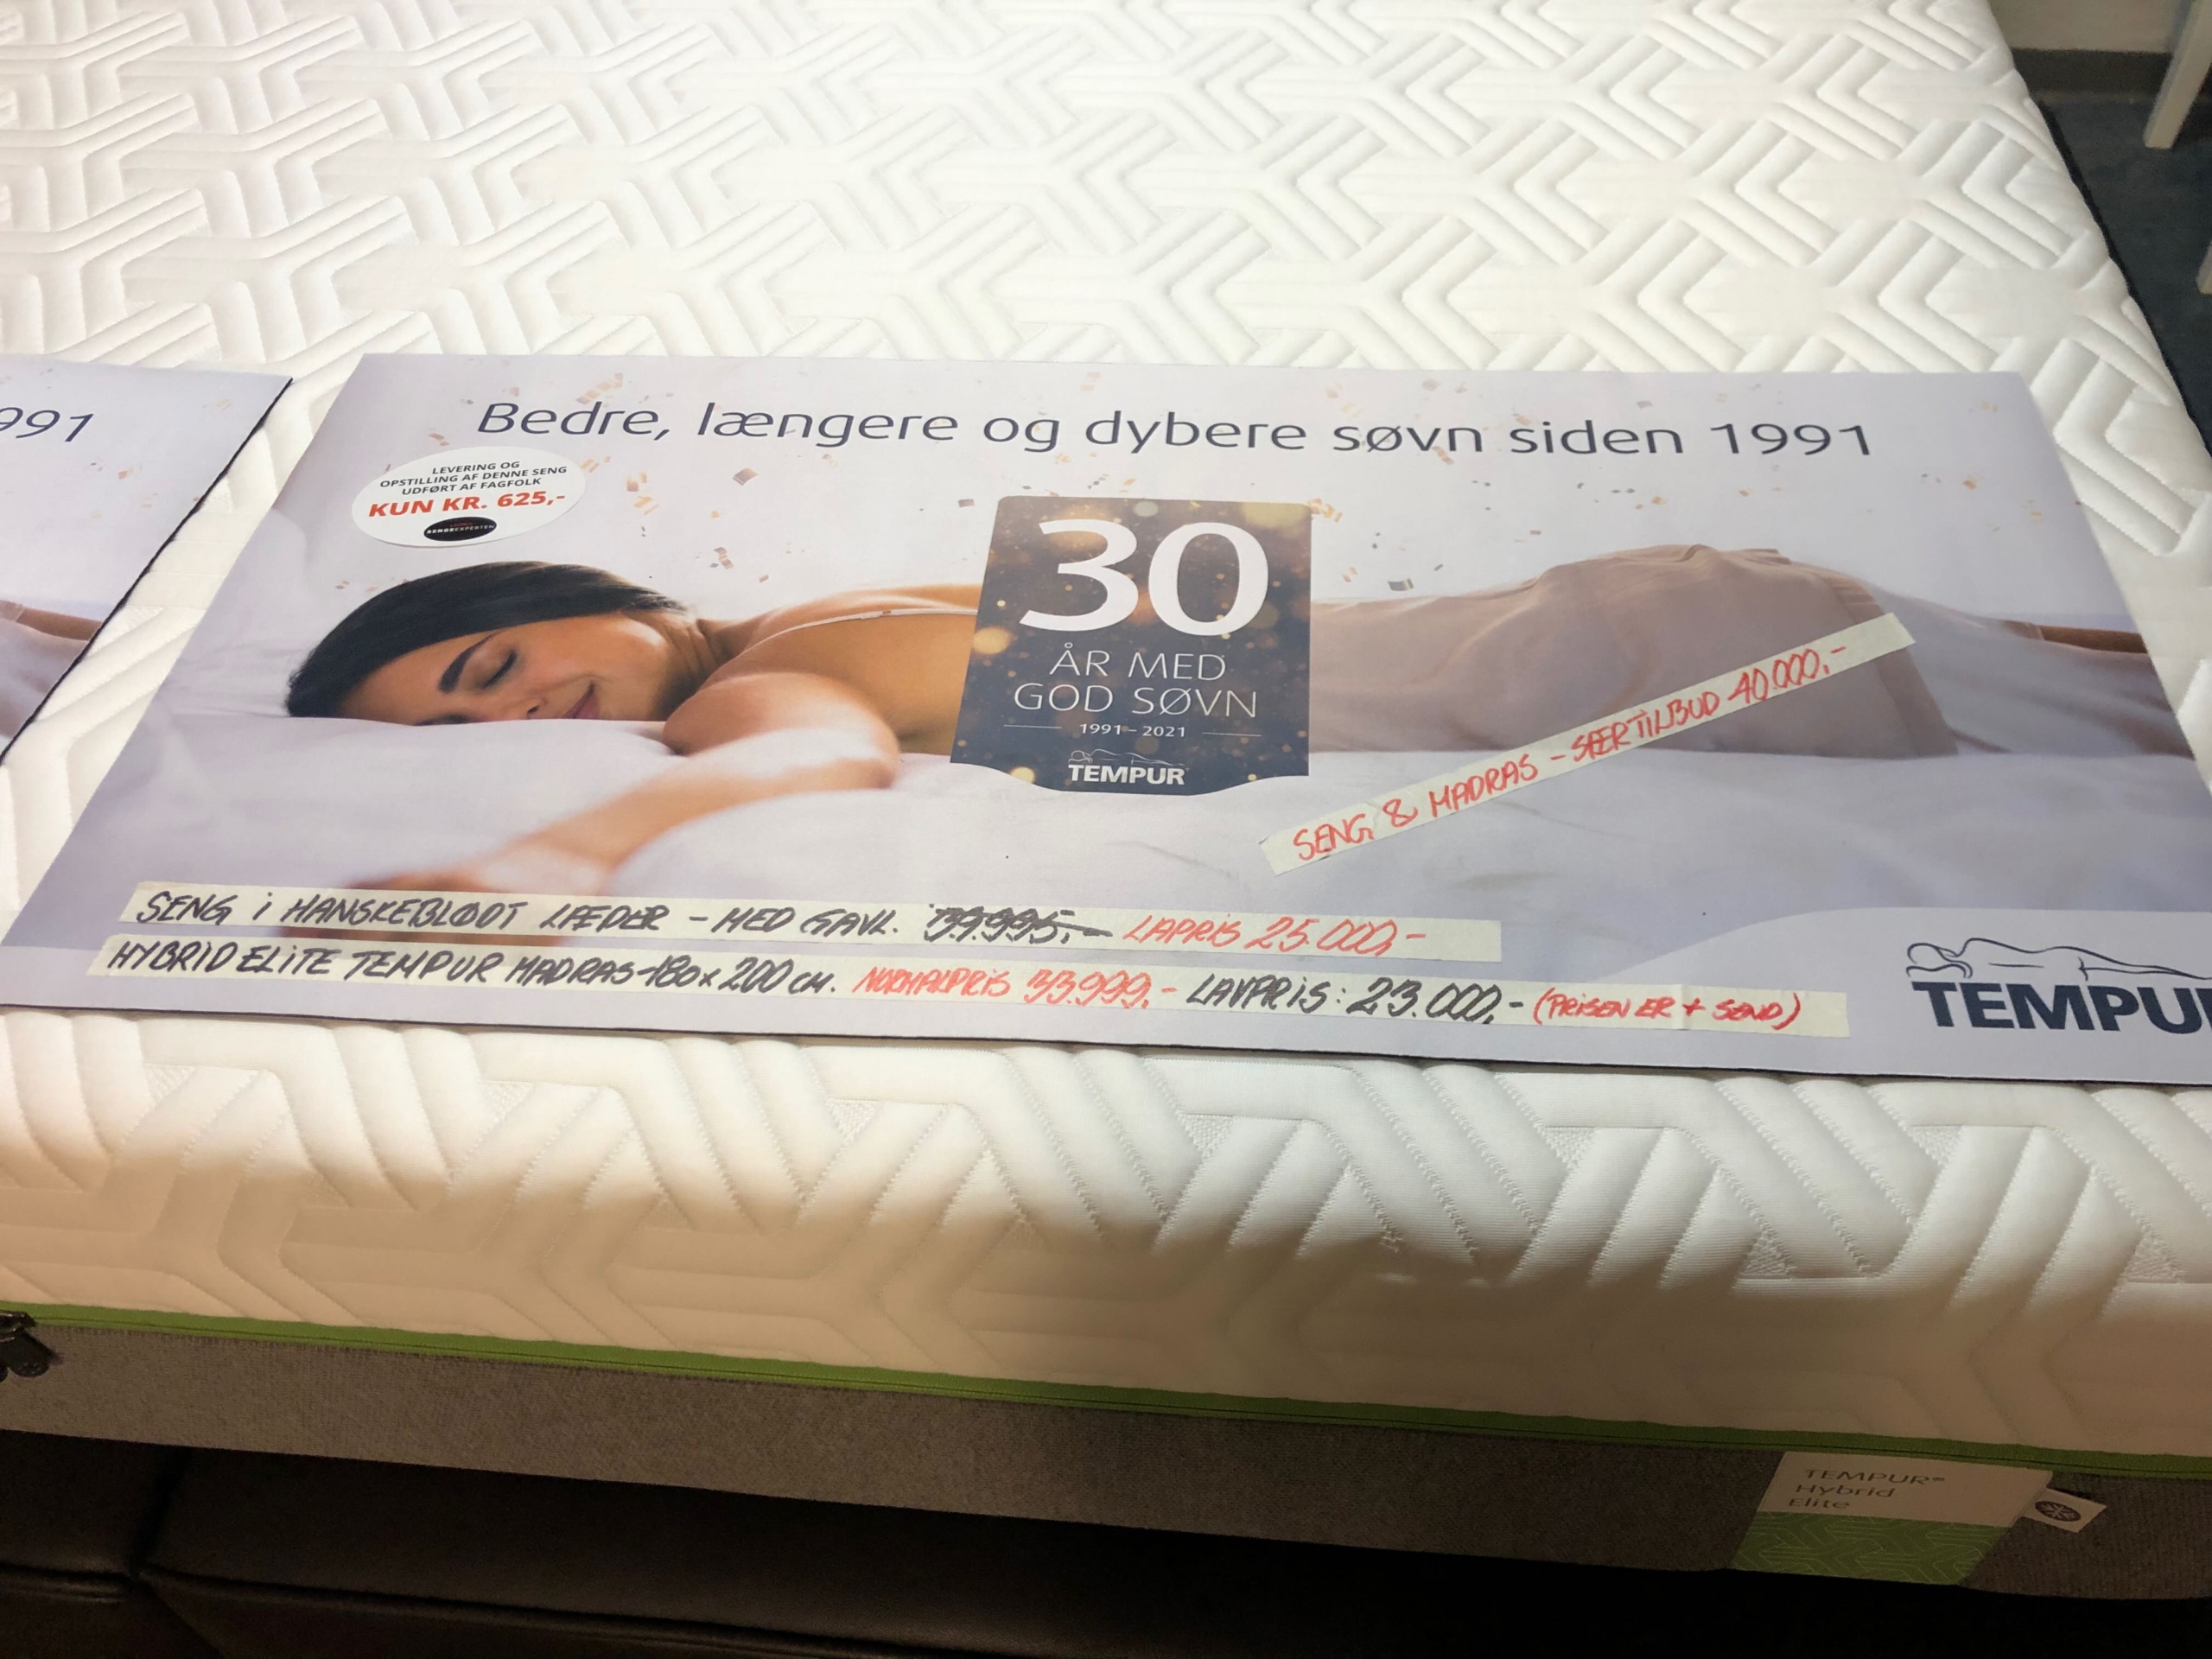 991
Bedre, længere og dybere søvn siden 1991
LEVERING OG
OPSTILLING AF DENNE SENG
UDFØRT AF FAGFOLK
KUN KR. 625,-
SENGEEXPERTEN
30
ÅR MED
GOD SØVN
1991 - 2021
TEMPUR
SENG & MADRAS - SÆRTILBUD 40.000,-
SENG i HANSKEBLØDT LÆDER - MED GAVL. 39.995,- LAPRIS 25.000,-
HYBRID ELITE TEMPUR MADRAS-180x200 CM. NORMALPRIS 33.999,- LAVPRIS: 23.000,- (PRISEN ER + SEND)
TEMPUR
TEMPUR®
Hybrid
Elite